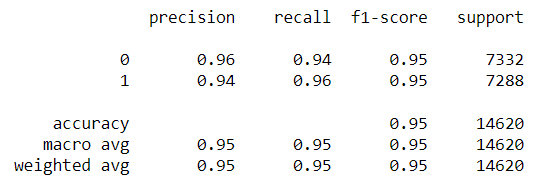 precision recall f1-score support
0 0.96 0.94 0.95 7332
1 0.94 0.96 0.95 7288
accuracy 0.95 14620
macro avg 0.95 0.95 0.95 14620
weighted avg 0.95 0.95 0.95 14620